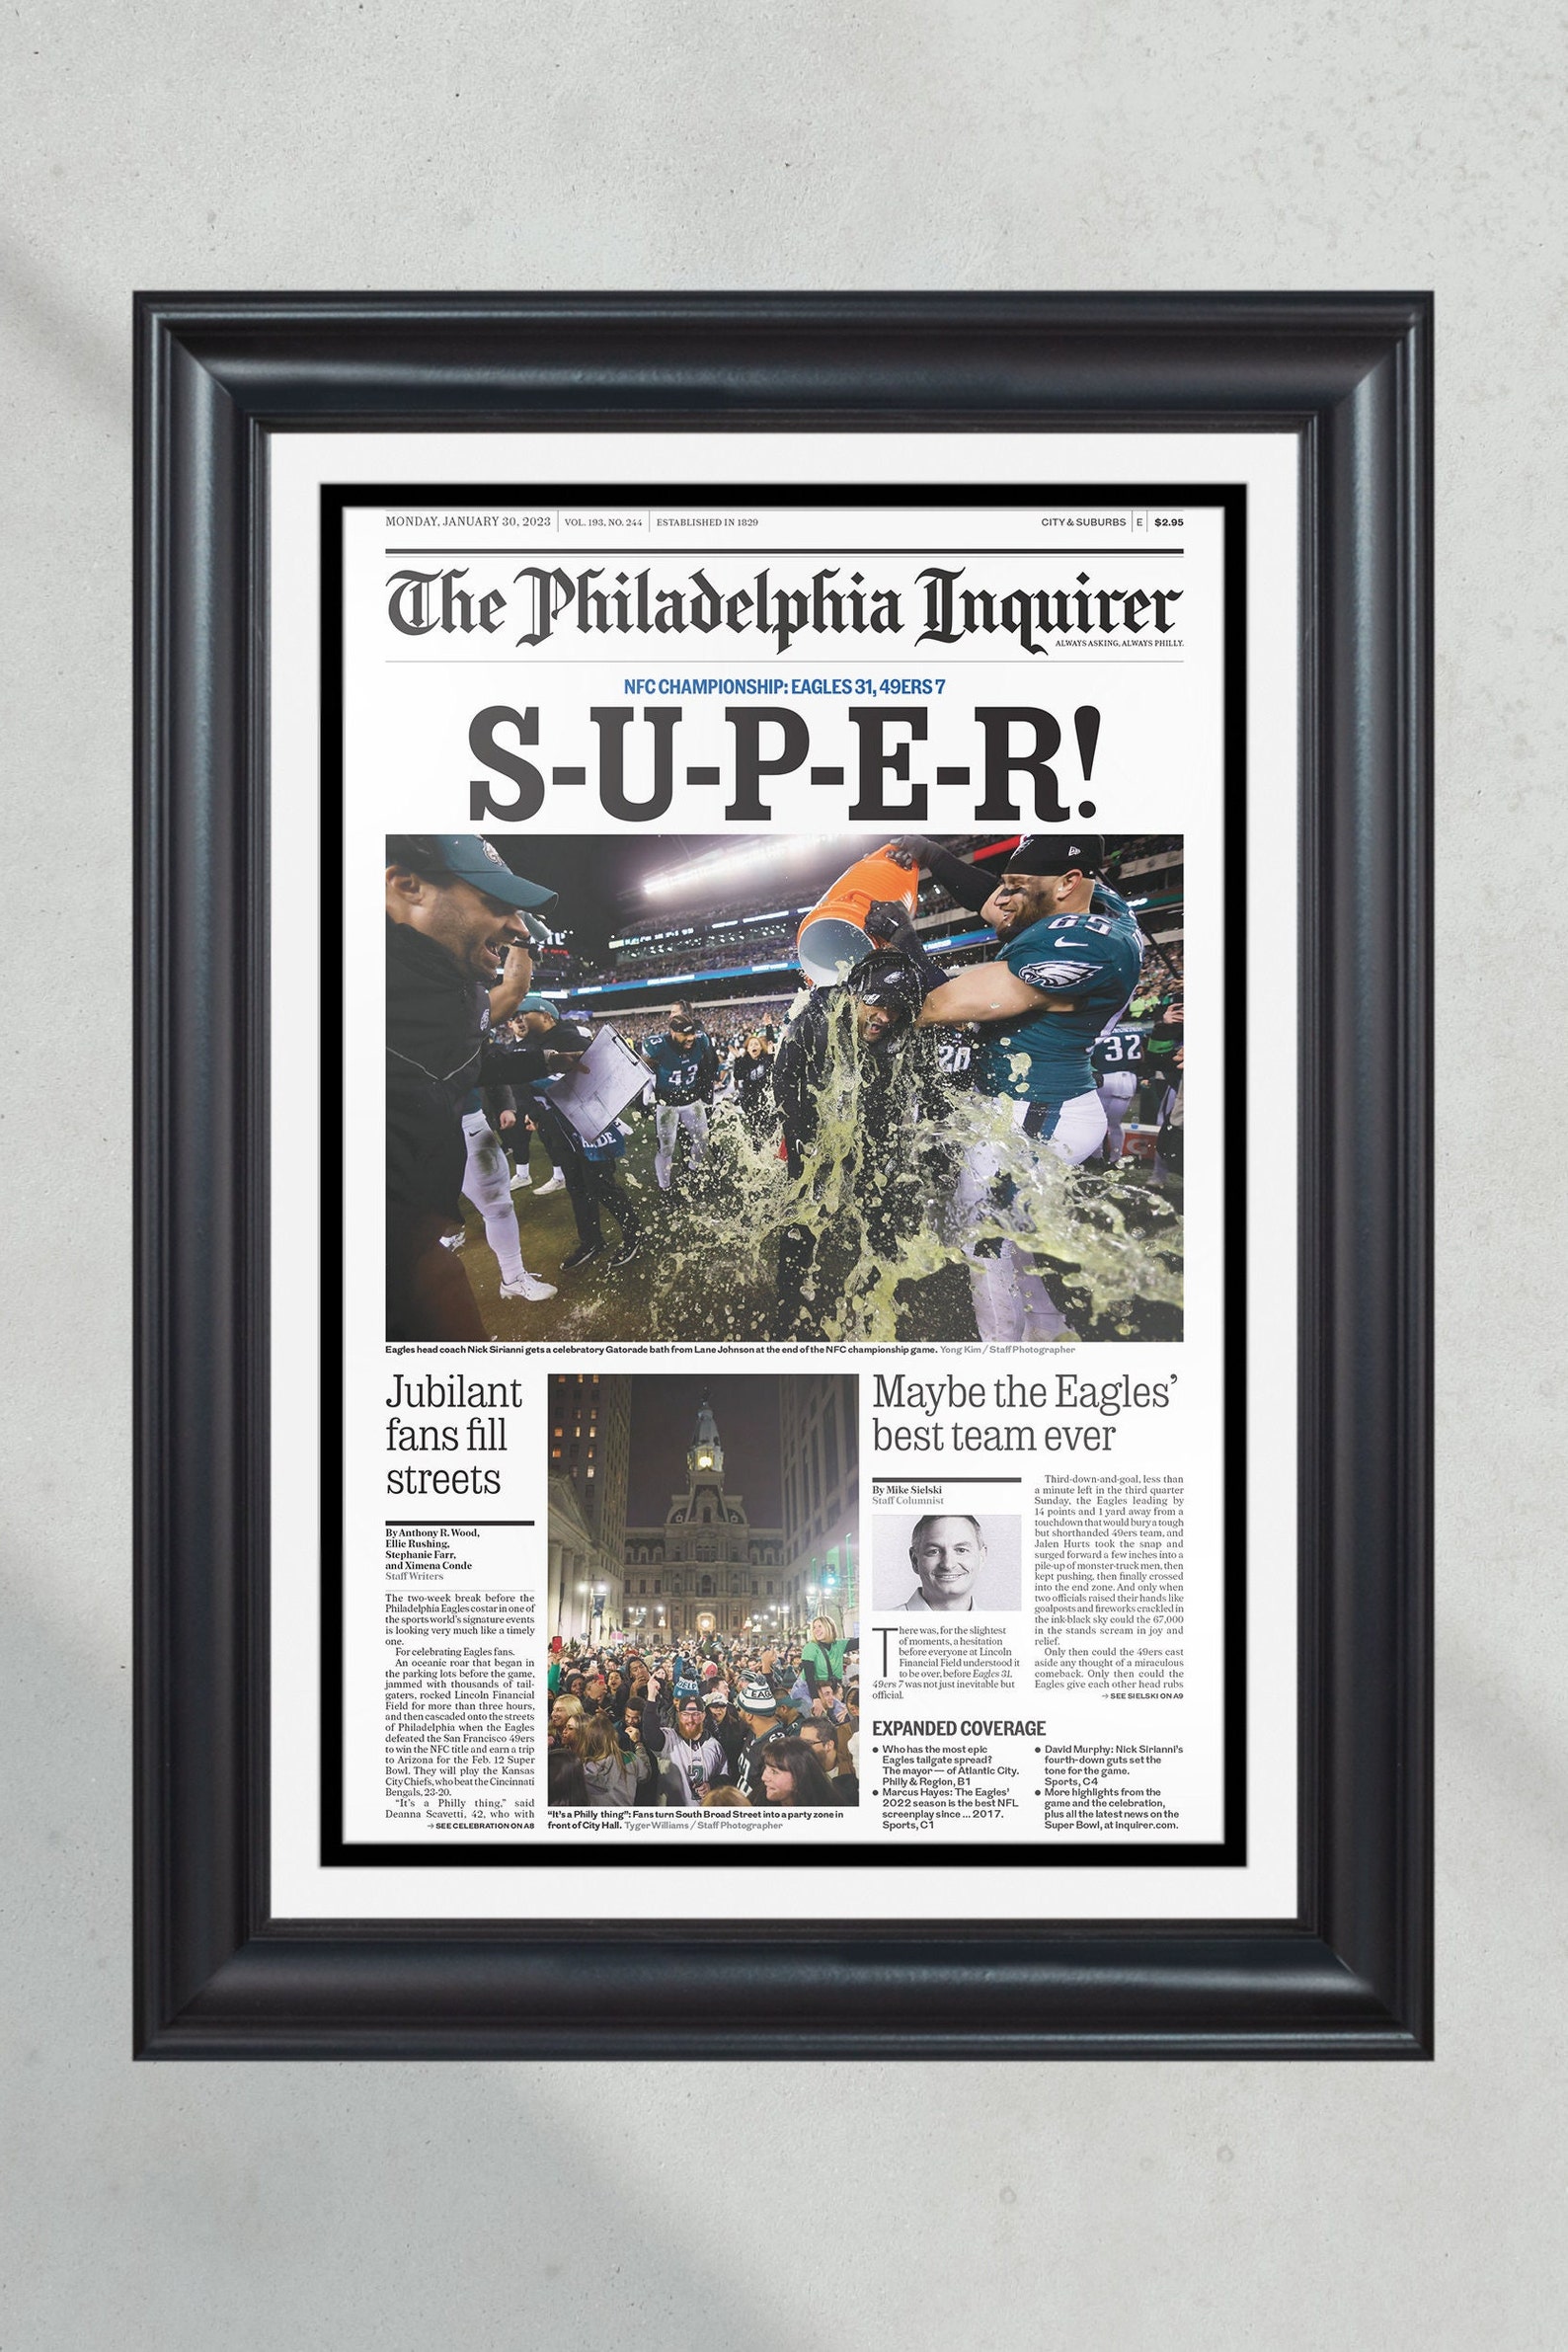 MONDAY, JANUARY 30, 2023 VOL. 193, NO. 244 ESTABLISHED IN 1829 CITY & SUBURBS E $2.95
The Philadelphia Inquirer
ALWAYS ASKING, ALWAYS PHILLY.
NFC CHAMPIONSHIP: EAGLES 31, 49ERS 7
S-U-P-E-R!
65
43
20
32
Eagles head coach Nick Sirianni gets a celebratory Gatorade bath from Lane Johnson at the end of the NFC championship game. Yong Kim / Staff Photographer
Jubilant
fans fill
streets
By Anthony R. Wood,
Ellie Rushing,
Stephanie Farr,
and Ximena Conde
Staff Writers
The two-week break before the
Philadelphia Eagles costar in one of
the sports world's signature events
is looking very much like a timely
one.
For celebrating Eagles fans.
An oceanic roar that began in
the parking lots before the game,
jammed with thousands of tail-
gaters, rocked Lincoln Financial
Field for more than three hours,
and then cascaded onto the streets
of Philadelphia when the Eagles
defeated the San Francisco 49ers
to win the NFC title and earn a trip
to Arizona for the Feb. 12 Super
Bowl. They will play the Kansas
City Chiefs, who beat the Cincinnati
Bengals, 23-20.
"It's a Philly thing," said
Deanna Scavetti, 42, who with
→ SEE CELEBRATION ON A8
"It's a Philly thing": Fans turn South Broad Street into a party zone in
front of City Hall. Tyger Williams / Staff Photographer
Maybe the Eagles'
best team ever
By Mike Sielski
Staff Columnist
There was, for the slightest
of moments, a hesitation
before everyone at Lincoln
Financial Field understood it
to be over, before Eagles 31,
49ers 7 was not just inevitable but
official.
Third-down-and-goal, less than
a minute left in the third quarter
Sunday, the Eagles leading by
14 points and 1 yard away from a
touchdown that would bury a tough
but shorthanded 49ers team, and
Jalen Hurts took the snap and
surged forward a few inches into a
pile-up of monster-truck men, then
kept pushing, then finally crossed
into the end zone. And only when
two officials raised their hands like
goalposts and fireworks crackled in
the ink-black sky could the 67,000
in the stands scream in joy and
relief.
Only then could the 49ers cast
aside any thought of a miraculous
comeback. Only then could the
Eagles give each other head rubs
→ SEE SIELSKI ON A9
EXPANDED COVERAGE
● Who has the most epic
Eagles tailgate spread?
The mayor — of Atlantic City.
Philly & Region, B1
● Marcus Hayes: The Eagles'
2022 season is the best NFL
screenplay since ... 2017.
Sports, C1
● David Murphy: Nick Sirianni's
fourth-down guts set the
tone for the game.
Sports, C4
● More highlights from the
game and the celebration,
plus all the latest news on the
Super Bowl, at inquirer.com.